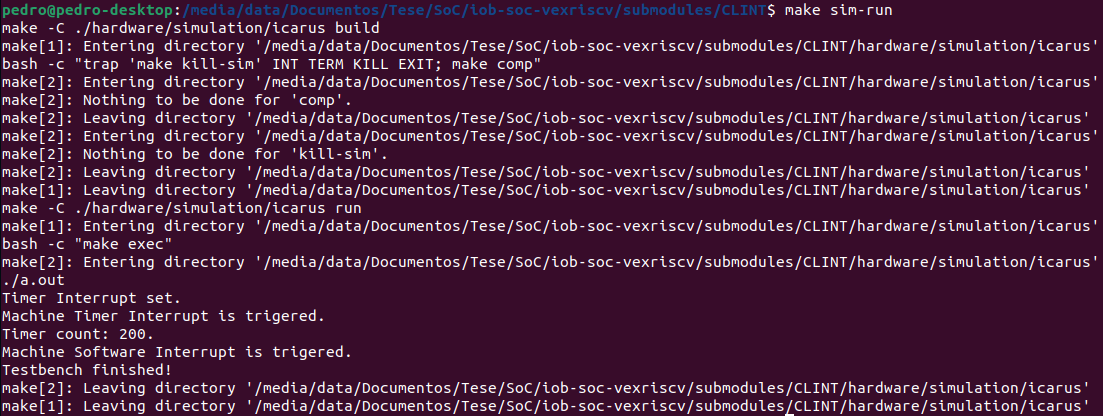 pedro@pedro-desktop:/media/data/Documentos/Tese/SoC/iob-soc-vexriscv/submodules/CLINT$ make sim-run
make -C ./hardware/simulation/icarus build
make[1]: Entering directory '/media/data/Documentos/Tese/SoC/iob-soc-vexriscv/submodules/CLINT/hardware/simulation/icarus'
bash -c "trap 'make kill-sim' INT TERM KILL EXIT; make comp"
make[2]: Entering directory '/media/data/Documentos/Tese/SoC/iob-soc-vexriscv/submodules/CLINT/hardware/simulation/icarus'
make[2]: Nothing to be done for 'comp'.
make[2]: Leaving directory '/media/data/Documentos/Tese/SoC/iob-soc-vexriscv/submodules/CLINT/hardware/simulation/icarus'
make[2]: Entering directory '/media/data/Documentos/Tese/SoC/iob-soc-vexriscv/submodules/CLINT/hardware/simulation/icarus'
make[2]: Nothing to be done for 'kill-sim'.
make[2]: Leaving directory '/media/data/Documentos/Tese/SoC/iob-soc-vexriscv/submodules/CLINT/hardware/simulation/icarus'
make[1]: Leaving directory '/media/data/Documentos/Tese/SoC/iob-soc-vexriscv/submodules/CLINT/hardware/simulation/icarus'
make -C ./hardware/simulation/icarus run
make[1]: Entering directory '/media/data/Documentos/Tese/SoC/iob-soc-vexriscv/submodules/CLINT/hardware/simulation/icarus'
bash -c "make exec"
make[2]: Entering directory '/media/data/Documentos/Tese/SoC/iob-soc-vexriscv/submodules/CLINT/hardware/simulation/icarus'
./a.out
Timer Interrupt set.
Machine Timer Interrupt is trigered.
Timer count: 200.
Machine Software Interrupt is trigered.
Testbench finished!
make[2]: Leaving directory '/media/data/Documentos/Tese/SoC/iob-soc-vexriscv/submodules/CLINT/hardware/simulation/icarus'
make[1]: Leaving directory '/media/data/Documentos/Tese/SoC/iob-soc-vexriscv/submodules/CLINT/hardware/simulation/icarus'